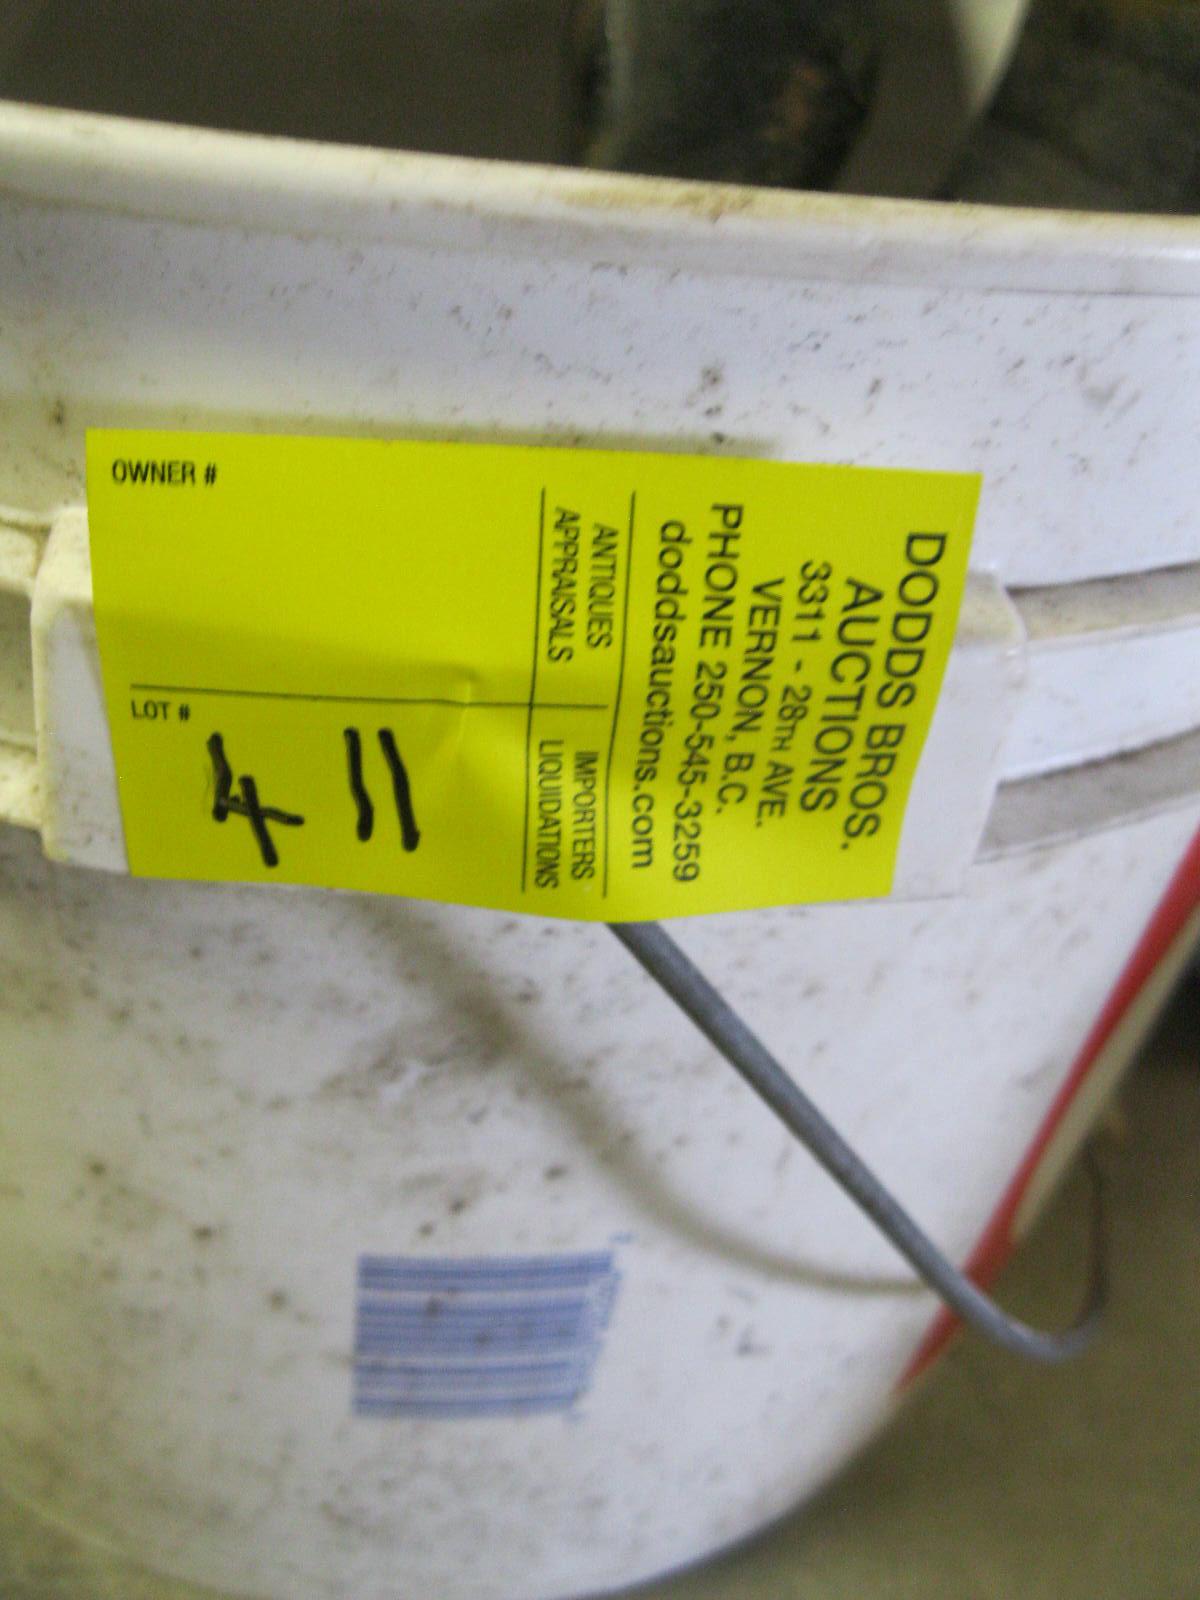 DODDS BROS.
AUCTIONS
3311 - 28TH AVE.
VERNON, B.C.
PHONE 250-545-3259
doddsauctions.com
ANTIQUES IMPORTERS
APPRAISALS LIQUIDATIONS
OWNER #
LOT #
411